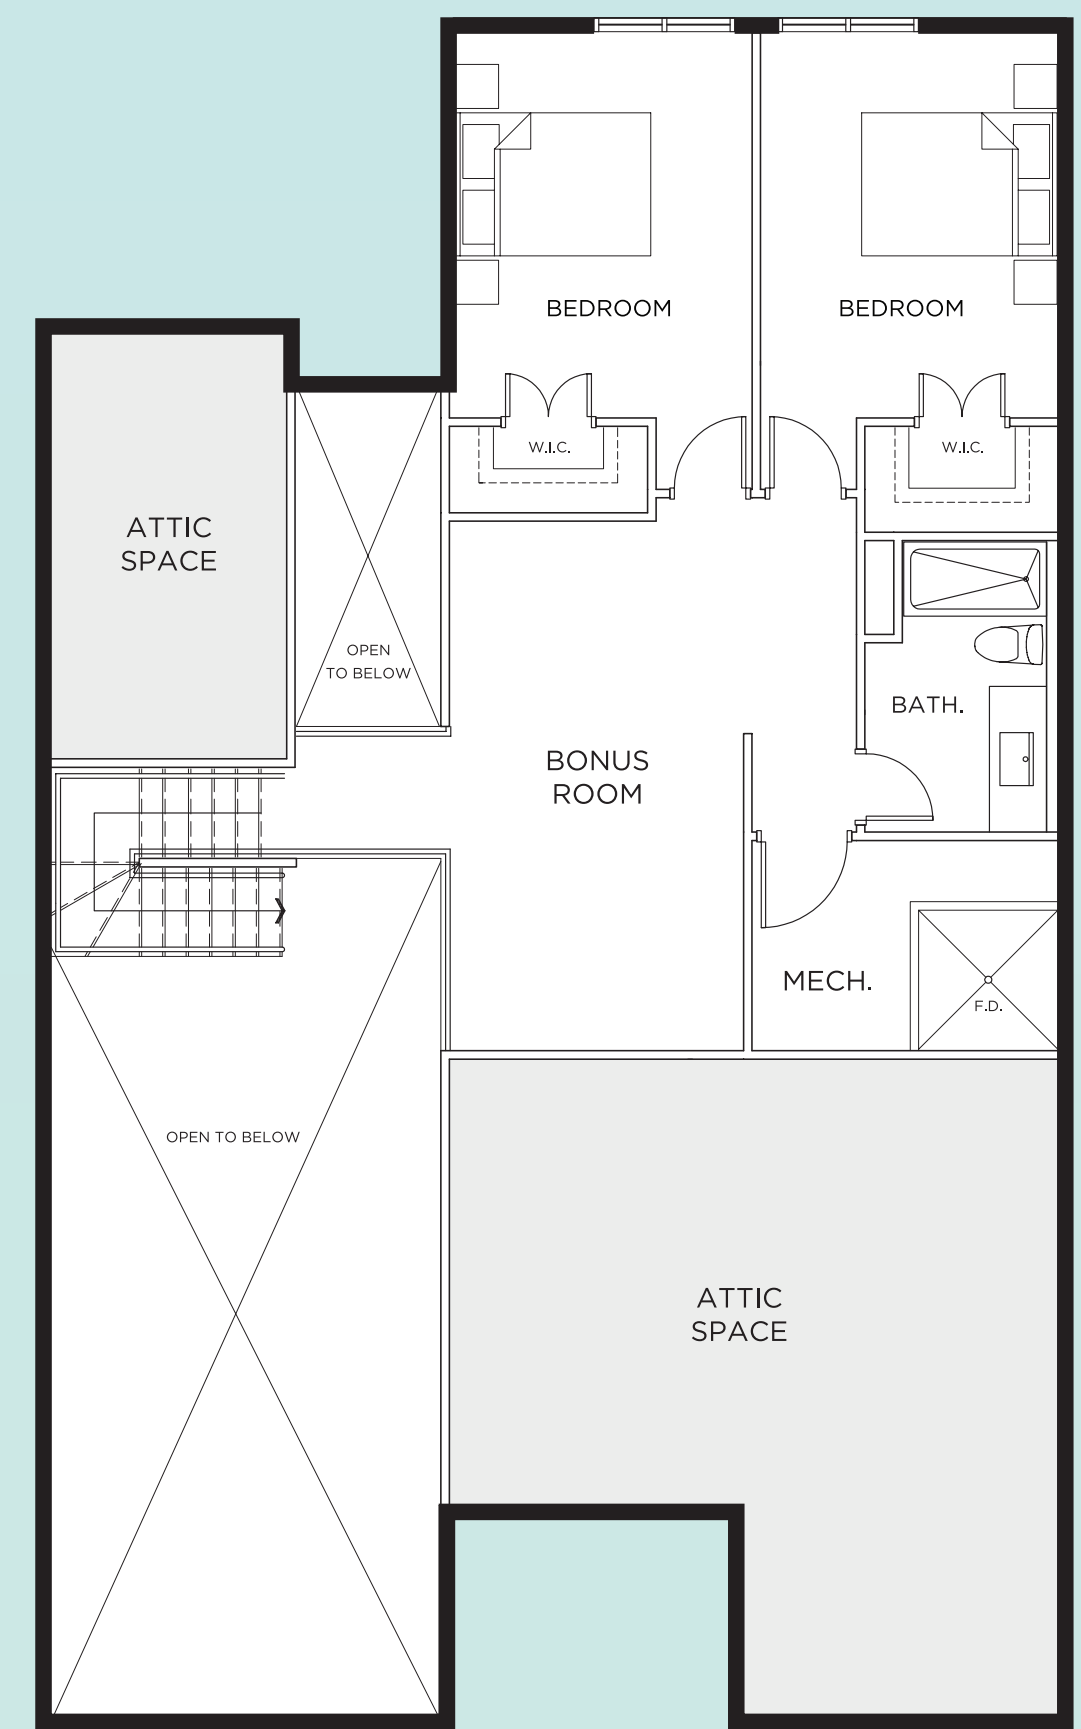 BEDROOM
BEDROOM
W.I.C.
W.I.C.
ATTIC
SPACE
OPEN
TO BELOW
BATH.
BONUS
ROOM
MECH.
F.D.
OPEN TO BELOW
ATTIC
SPACE